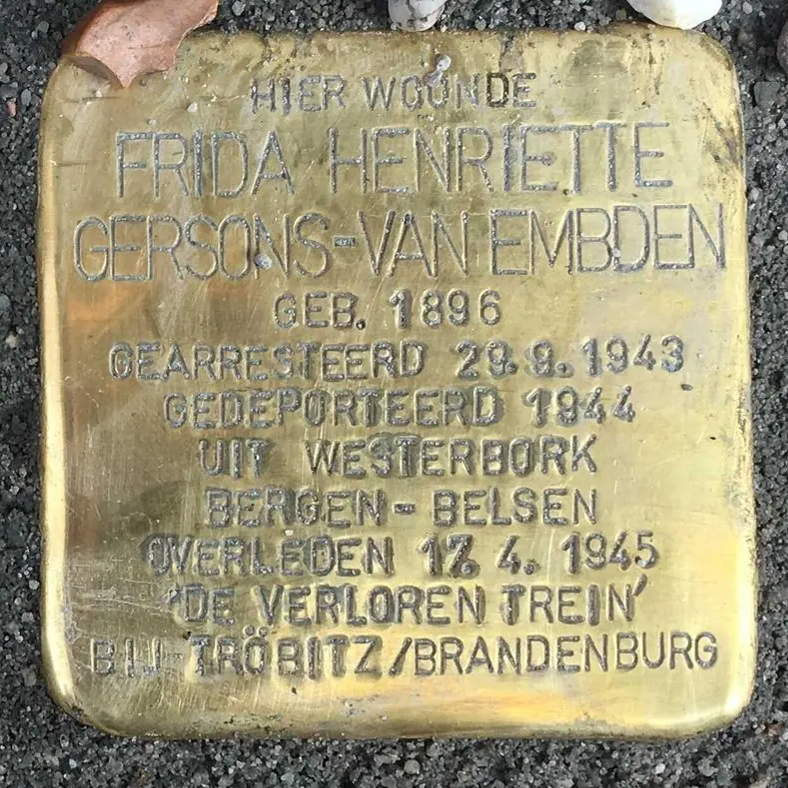 HIER WOONDE
FRIDA HENRIETTE
GERSONS-VAN EMBDEN
GEB. 1896
GEARRESTEERD 29.9.1943
GEDEPORTEERD 1944
UIT WESTERBORK
BERGEN-BELSEN
OVERLEDEN 17.4.1945
'DE VERLOREN TREIN'
BIJ TRÖBITZ/BRANDENBURG